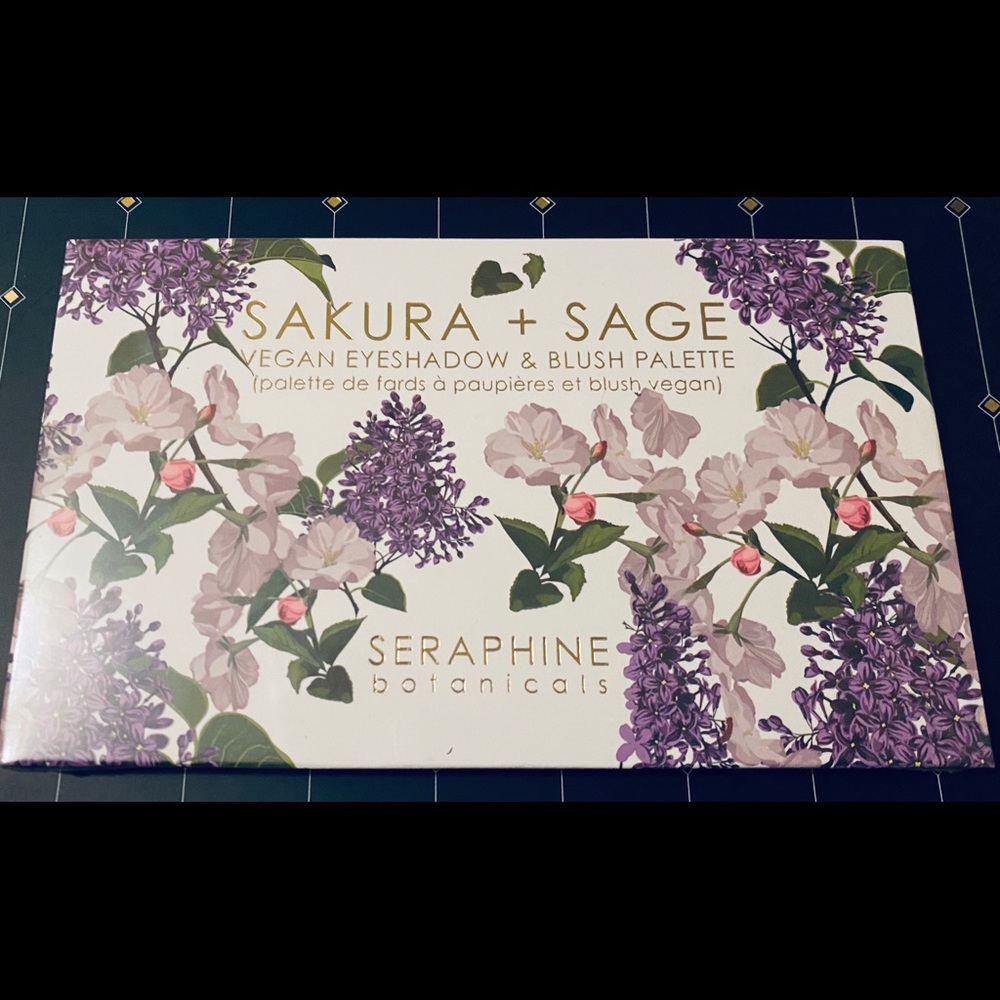 SAKURA + SAGE
VEGAN EYESHADOW & BLUSH PALETTE
(palette de fards à paupières et blush vegan)
SERAPHINE
botanicals